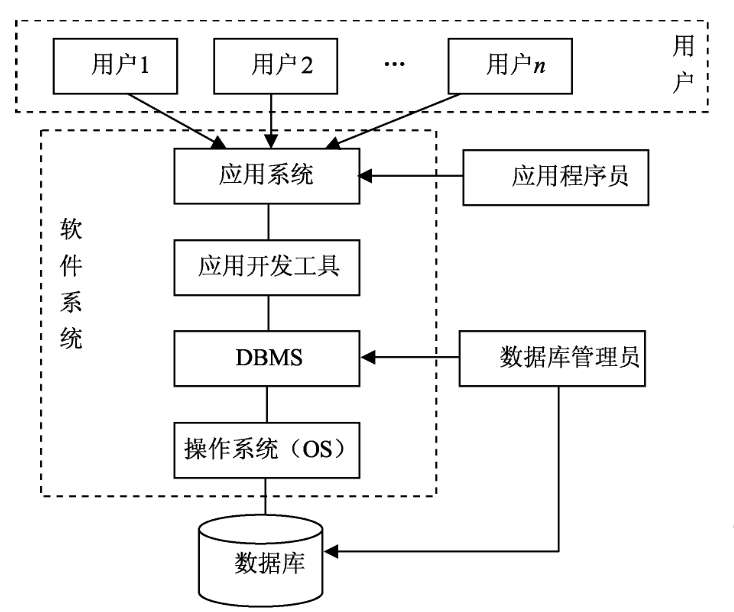 用户1
用户2
…
用户n
用户
应用系统
应用程序员
软件系统
应用开发工具
DBMS
数据库管理员
操作系统（OS）
数据库